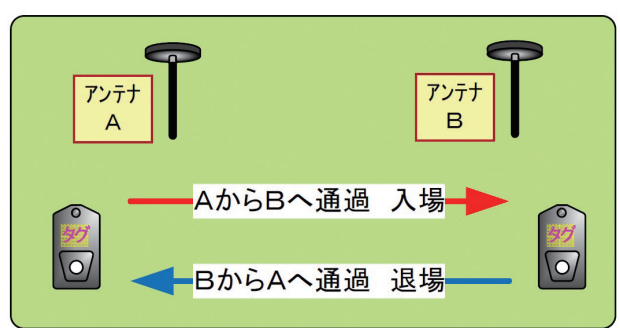 アンテナ
A
アンテナ
B
AからBへ通過 入場
タグ
タグ
BからAへ通過 退場